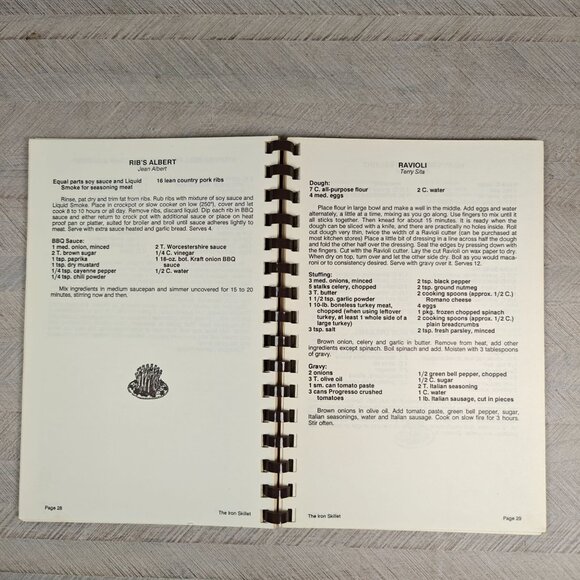 RIB'S ALBERT
Jean Albert
Equal parts soy sauce and Liquid
Smoke for seasoning meat
16 lean country pork ribs
Rinse, pat dry and trim fat from ribs. Rub ribs with mixture of soy sauce and
Liquid Smoke. Place in crockpot or slow cooker on low (250°), cover and let
cook 8 to 10 hours or all day. Remove ribs, discard liquid. Dip each rib in BBQ
sauce and either return to crock pot with additional sauce or place on heat
proof pan or platter, suited for broiler and broil until sauce adheres lightly to
meat. Serve with extra sauce heated and garlic bread. Serves 4.
BBQ Sauce:
1 med. onion, minced
2 T. brown sugar
1 tsp. paprika
1 tsp. dry mustard
1/4 tsp. cayenne pepper
1/4 tsp. chili powder
2 T. Worcestershire sauce
1/4 C. vinegar
1 18-oz. bot. Kraft onion BBQ
sauce
1/2 C. water
Mix ingredients in medium saucepan and simmer uncovered for 15 to 20
minutes, stirring now and then.
Page 28
The Iron Skillet
RAVIOLI
Terry Sita
Dough:
7 C. all-purpose flour
4 med. eggs
2 C. water
Place flour in large bowl and make a well in the middle. Add eggs and water
alternately, a little at a time, mixing as you go along. Use fingers to mix until it
all sticks together. Then knead for about 15 minutes. It is ready when the
dough can be sliced with a knife, and there are practically no holes inside. Roll
out dough very thin, twice the width of a Ravioli cutter (can be purchased at
most kitchen stores) Place a little bit of dressing in a line across half the dough
and fold the other half over the dressing. Seal the edges by pressing down with
the fingers. Cut with the Ravioli cutter. Lay the cut Ravioli on wax paper to dry.
When dry on top, turn over and let the other side dry. Boil as you would maca-
roni or to consistency desired. Serve with gravy over it. Serves 12.
Stuffing:
3 med. onions, minced
5 stalks celery, chopped
3 T. butter
1 1/2 tsp. garlic powder
1 10-lb. boneless turkey meat,
chopped (when using leftover
turkey, at least 1 whole side of a
large turkey)
3 tsp. salt
2 tsp. black pepper
2 tsp. ground nutmeg
2 cooking spoons (approx. 1/2 C.)
Romano cheese
4 eggs
1 pkg. frozen chopped spinach
2 cooking spoons (approx. 1/2 C.)
plain breadcrumbs
2 tsp. fresh parsley, minced
Brown onion, celery and garlic in butter. Remove from heat, add other
ingredients except spinach. Boil spinach and add. Moisten with 3 tablespoons
of gravy.
Gravy:
2 onions
3 T. olive oil
1 sm. can tomato paste
3 cans Progresso crushed
tomatoes
1/2 green bell pepper, chopped
1/2 C. sugar
2 T. Italian seasoning
1 C. water
1 lb. Italian sausage, cut in pieces
Brown onions in olive oil. Add tomato paste, green bell pepper, sugar,
Italian seasonings, water and Italian sausage. Cook on slow fire for 3 hours.
Stir often.
The Iron Skillet
Page 29